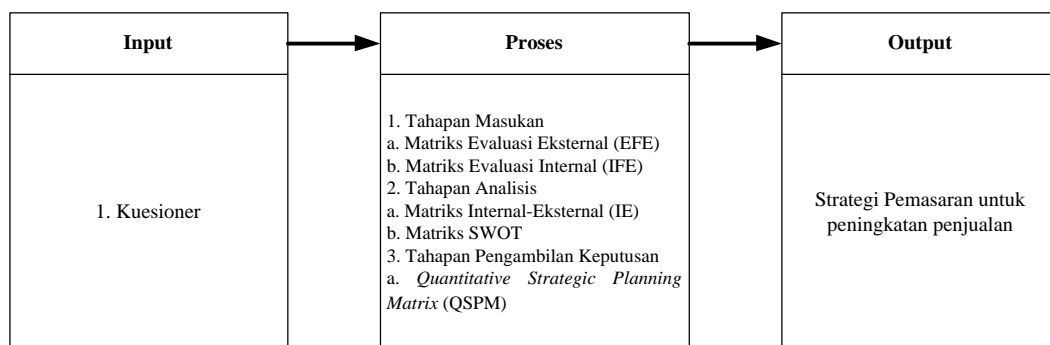 Input
Proses
Output
1. Kuesioner
1. Tahapan Masukan
a. Matriks Evaluasi Eksternal (EFE)
b. Matriks Evaluasi Internal (IFE)
2. Tahapan Analisis
a. Matriks Internal-Eksternal (IE)
b. Matriks SWOT
3. Tahapan Pengambilan Keputusan
a. Quantitative Strategic Planning
Matrix (QSPM)
Strategi Pemasaran untuk
peningkatan penjualan